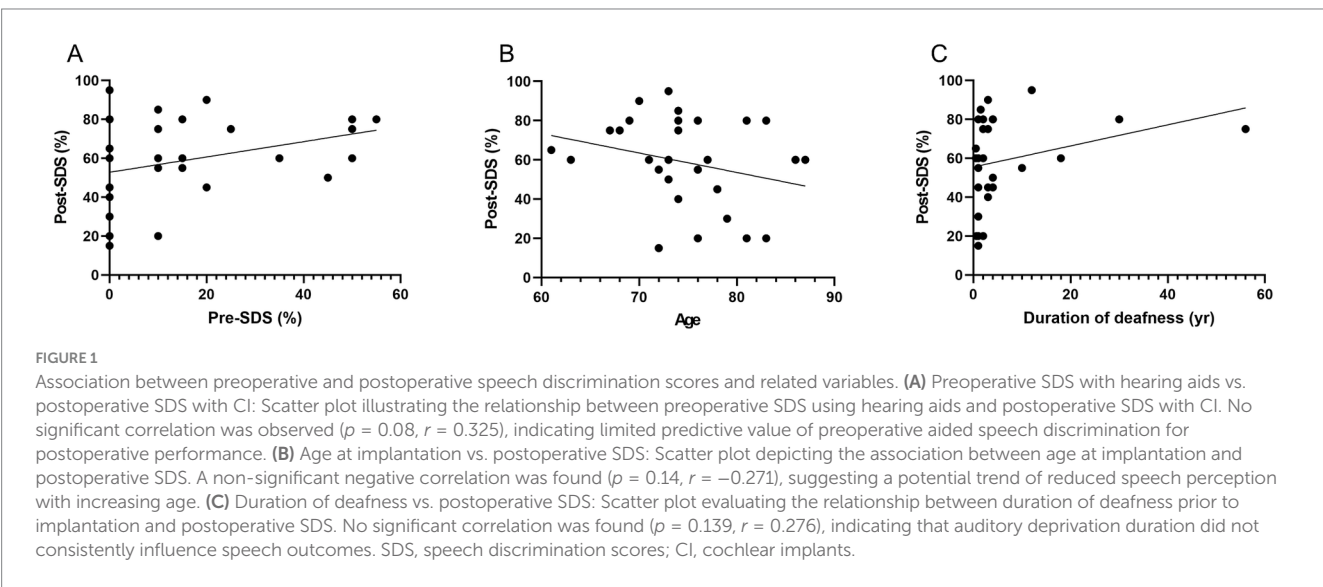 A
B
C
100
80
60
40
20
0
Post-SDS (%)
0
20
40
60
Pre-SDS (%)
100
80
60
40
20
0
Post-SDS (%)
60
70
80
90
Age
100
80
60
40
20
0
Post-SDS (%)
0
20
40
60
Duration of deafness (yr)
FIGURE 1
Association between preoperative and postoperative speech discrimination scores and related variables. (A) Preoperative SDS with hearing aids vs.
postoperative SDS with CI: Scatter plot illustrating the relationship between preoperative SDS using hearing aids and postoperative SDS with CI. No
significant correlation was observed (p = 0.08, r = 0.325), indicating limited predictive value of preoperative aided speech discrimination for
postoperative performance. (B) Age at implantation vs. postoperative SDS: Scatter plot depicting the association between age at implantation and
postoperative SDS. A non-significant negative correlation was found (p = 0.14, r = −0.271), suggesting a potential trend of reduced speech perception
with increasing age. (C) Duration of deafness vs. postoperative SDS: Scatter plot evaluating the relationship between duration of deafness prior to
implantation and postoperative SDS. No significant correlation was found (p = 0.139, r = 0.276), indicating that auditory deprivation duration did not
consistently influence speech outcomes. SDS, speech discrimination scores; CI, cochlear implants.